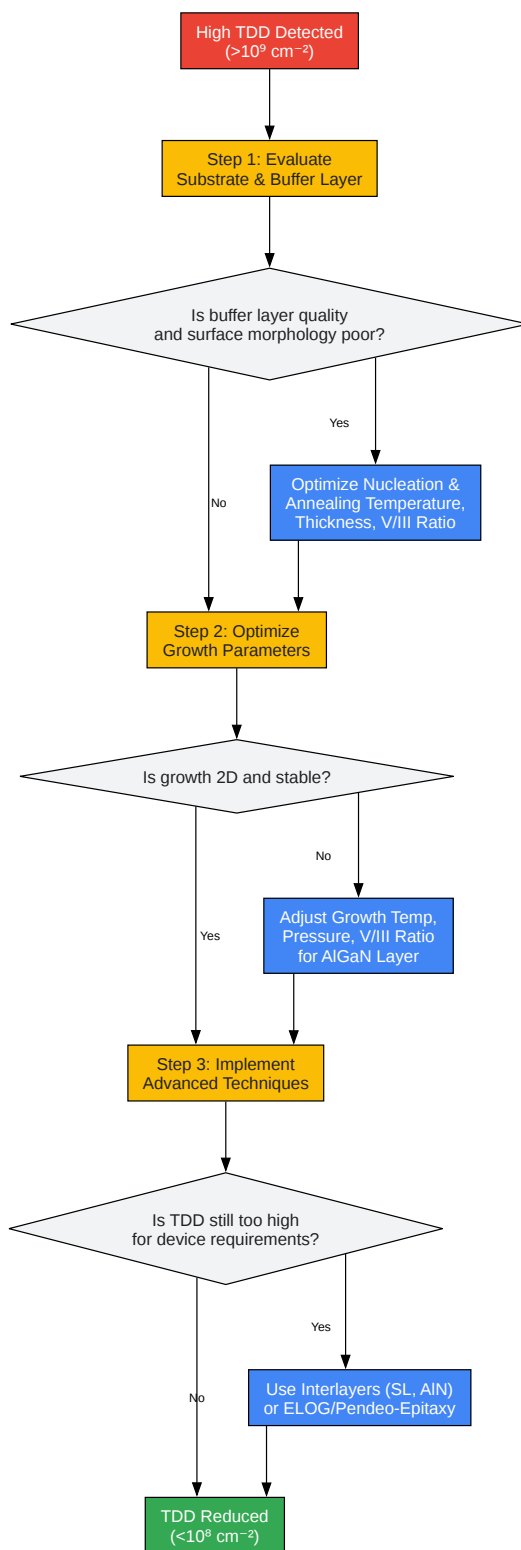 High TDD Detected
(>10⁹ cm⁻²)
Step 1: Evaluate
Substrate & Buffer Layer
Is buffer layer quality
and surface morphology poor?
Yes
No
Optimize Nucleation &
Annealing Temperature,
Thickness, V/III Ratio
Step 2: Optimize
Growth Parameters
Is growth 2D and stable?
No
Yes
Adjust Growth Temp,
Pressure, V/III Ratio
for AlGaN Layer
Step 3: Implement
Advanced Techniques
Is TDD still too high
for device requirements?
Yes
No
Use Interlayers (SL, AlN)
or ELOG/Pendeo-Epitaxy
TDD Reduced
(<10⁸ cm⁻²)